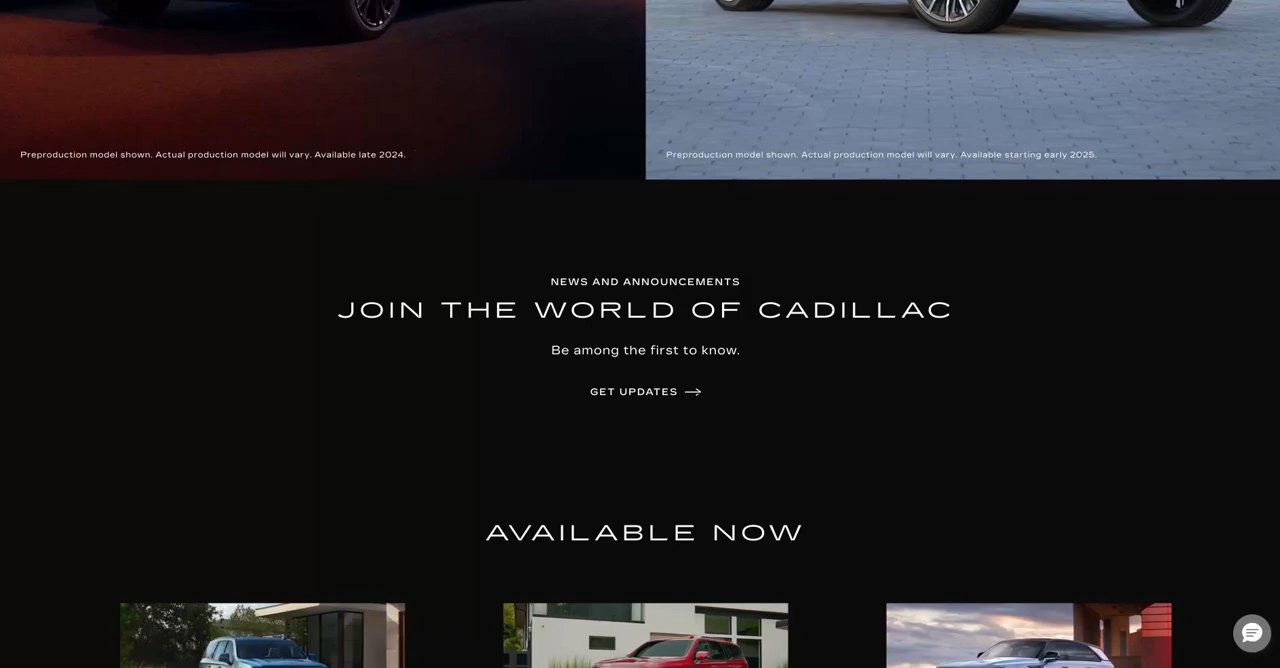 Preproduction model shown. Actual production model will vary. Available late 2024.
Preproduction model shown. Actual production model will vary. Available starting early 2025.
NEWS AND ANNOUNCEMENTS
JOIN THE WORLD OF CADILLAC
Be among the first to know.
GET UPDATES
AVAILABLE NOW